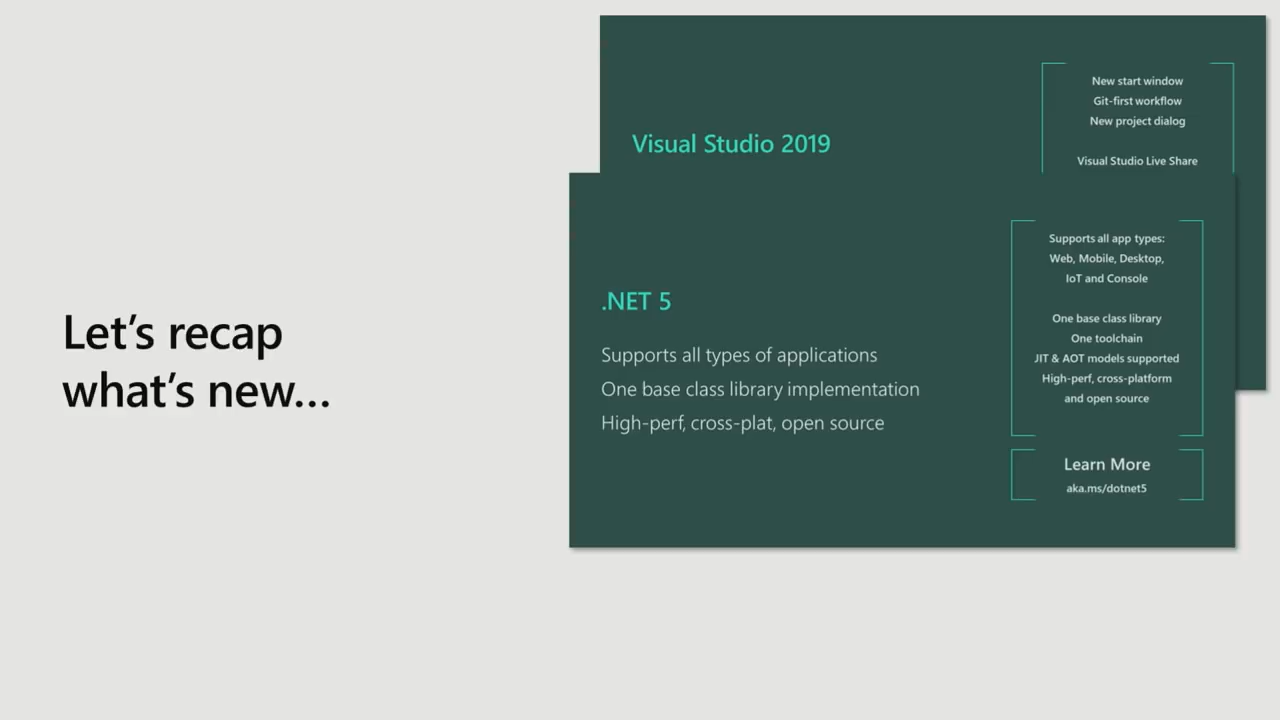 Let's recap
what's new...
Visual Studio 2019
New start window
Git-first workflow
New project dialog
Visual Studio Live Share
.NET 5
Supports all types of applications
One base class library implementation
High-perf, cross-plat, open source
Supports all app types:
Web, Mobile, Desktop,
IoT and Console
One base class library
One toolchain
JIT & AOT models supported
High-perf, cross-platform
and open source
Learn More
aka.ms/dotnet5